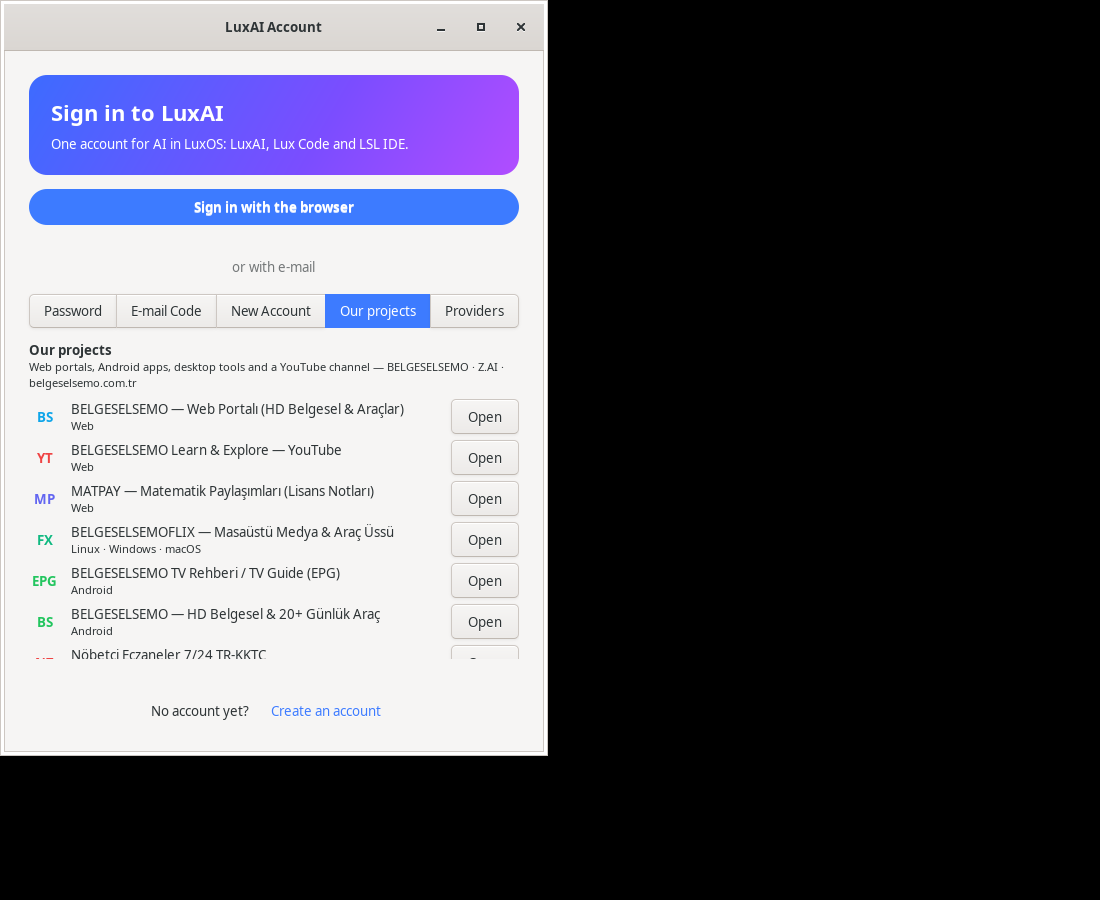 LuxAI Account
Sign in to LuxAI
One account for AI in LuxOS: LuxAI, Lux Code and LSL IDE.
Sign in with the browser
or with e-mail
Password E-mail Code New Account Our projects Providers
Our projects
Web portals, Android apps, desktop tools and a YouTube channel — BELGESELSEMO · Z.AI ·
belgeselsemo.com.tr
BS BELGESELSEMO — Web Portalı (HD Belgesel & Araçlar) Open
Web
YT BELGESELSEMO Learn & Explore — YouTube Open
Web
MP MATPAY — Matematik Paylaşımları (Lisans Notları) Open
Web
FX BELGESELSEMOFLIX — Masaüstü Medya & Araç Üssü Open
Linux · Windows · macOS
EPG BELGESELSEMO TV Rehberi / TV Guide (EPG) Open
Android
BS BELGESELSEMO — HD Belgesel & 20+ Günlük Araç Open
Android
Nöbetçi Eczaneler 7/24 TR-KKTC
No account yet? Create an account